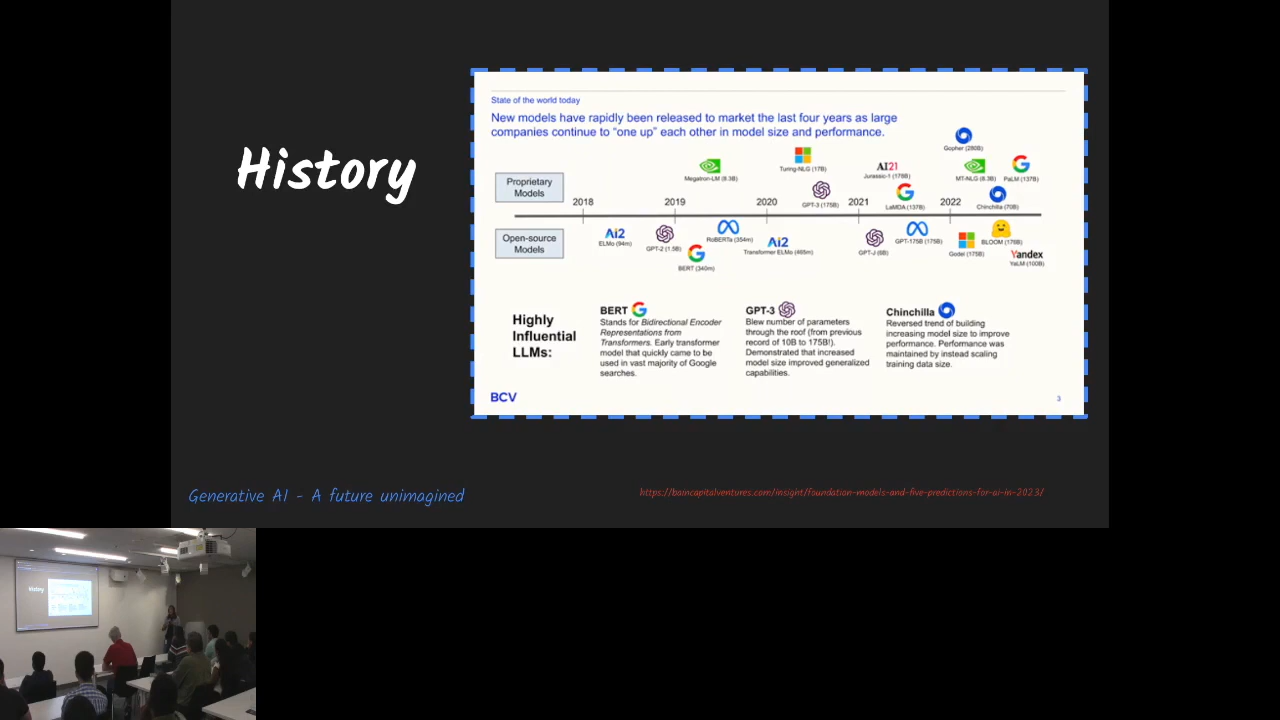 History
State of the world today
New models have rapidly been released to market the last four years as large
companies continue to “one up” each other in model size and performance.
Gopher (280B)
Turing-NLG (17B)
AI21
Megatron-LM (8.3B)
Jurassic-1 (178B)
MT-NLG (8.3B)
PaLM (137B)
Proprietary
Models
GPT-3 (175B)
LaMDA (137B)
Chinchilla (70B)
2018
2019
2020
2021
2022
Open-source
Models
Ai2
ELMo (94m)
GPT-2 (1.5B)
RoBERTa (354m)
Ai2
Transformer ELMo (465m)
BERT (340m)
GPT-J (6B)
GPT-175B (175B)
Godel (175B)
BLOOM (176B)
Yandex
YaLM (100B)
Highly
Influential
LLMs:
BERT
Stands for Bidirectional Encoder
Representations from
Transformers. Early transformer
model that quickly came to be
used in vast majority of Google
searches.
GPT-3
Blew number of parameters
through the roof (from previous
record of 10B to 175B!).
Demonstrated that increased
model size improved generalized
capabilities.
Chinchilla
Reversed trend of building
increasing model size to improve
performance. Performance was
maintained by instead scaling
training data size.
BCV
3
Generative AI - A future unimagined
https://baincapitalventures.com/insight/foundation-models-and-five-predictions-for-ai-in-2023/
History